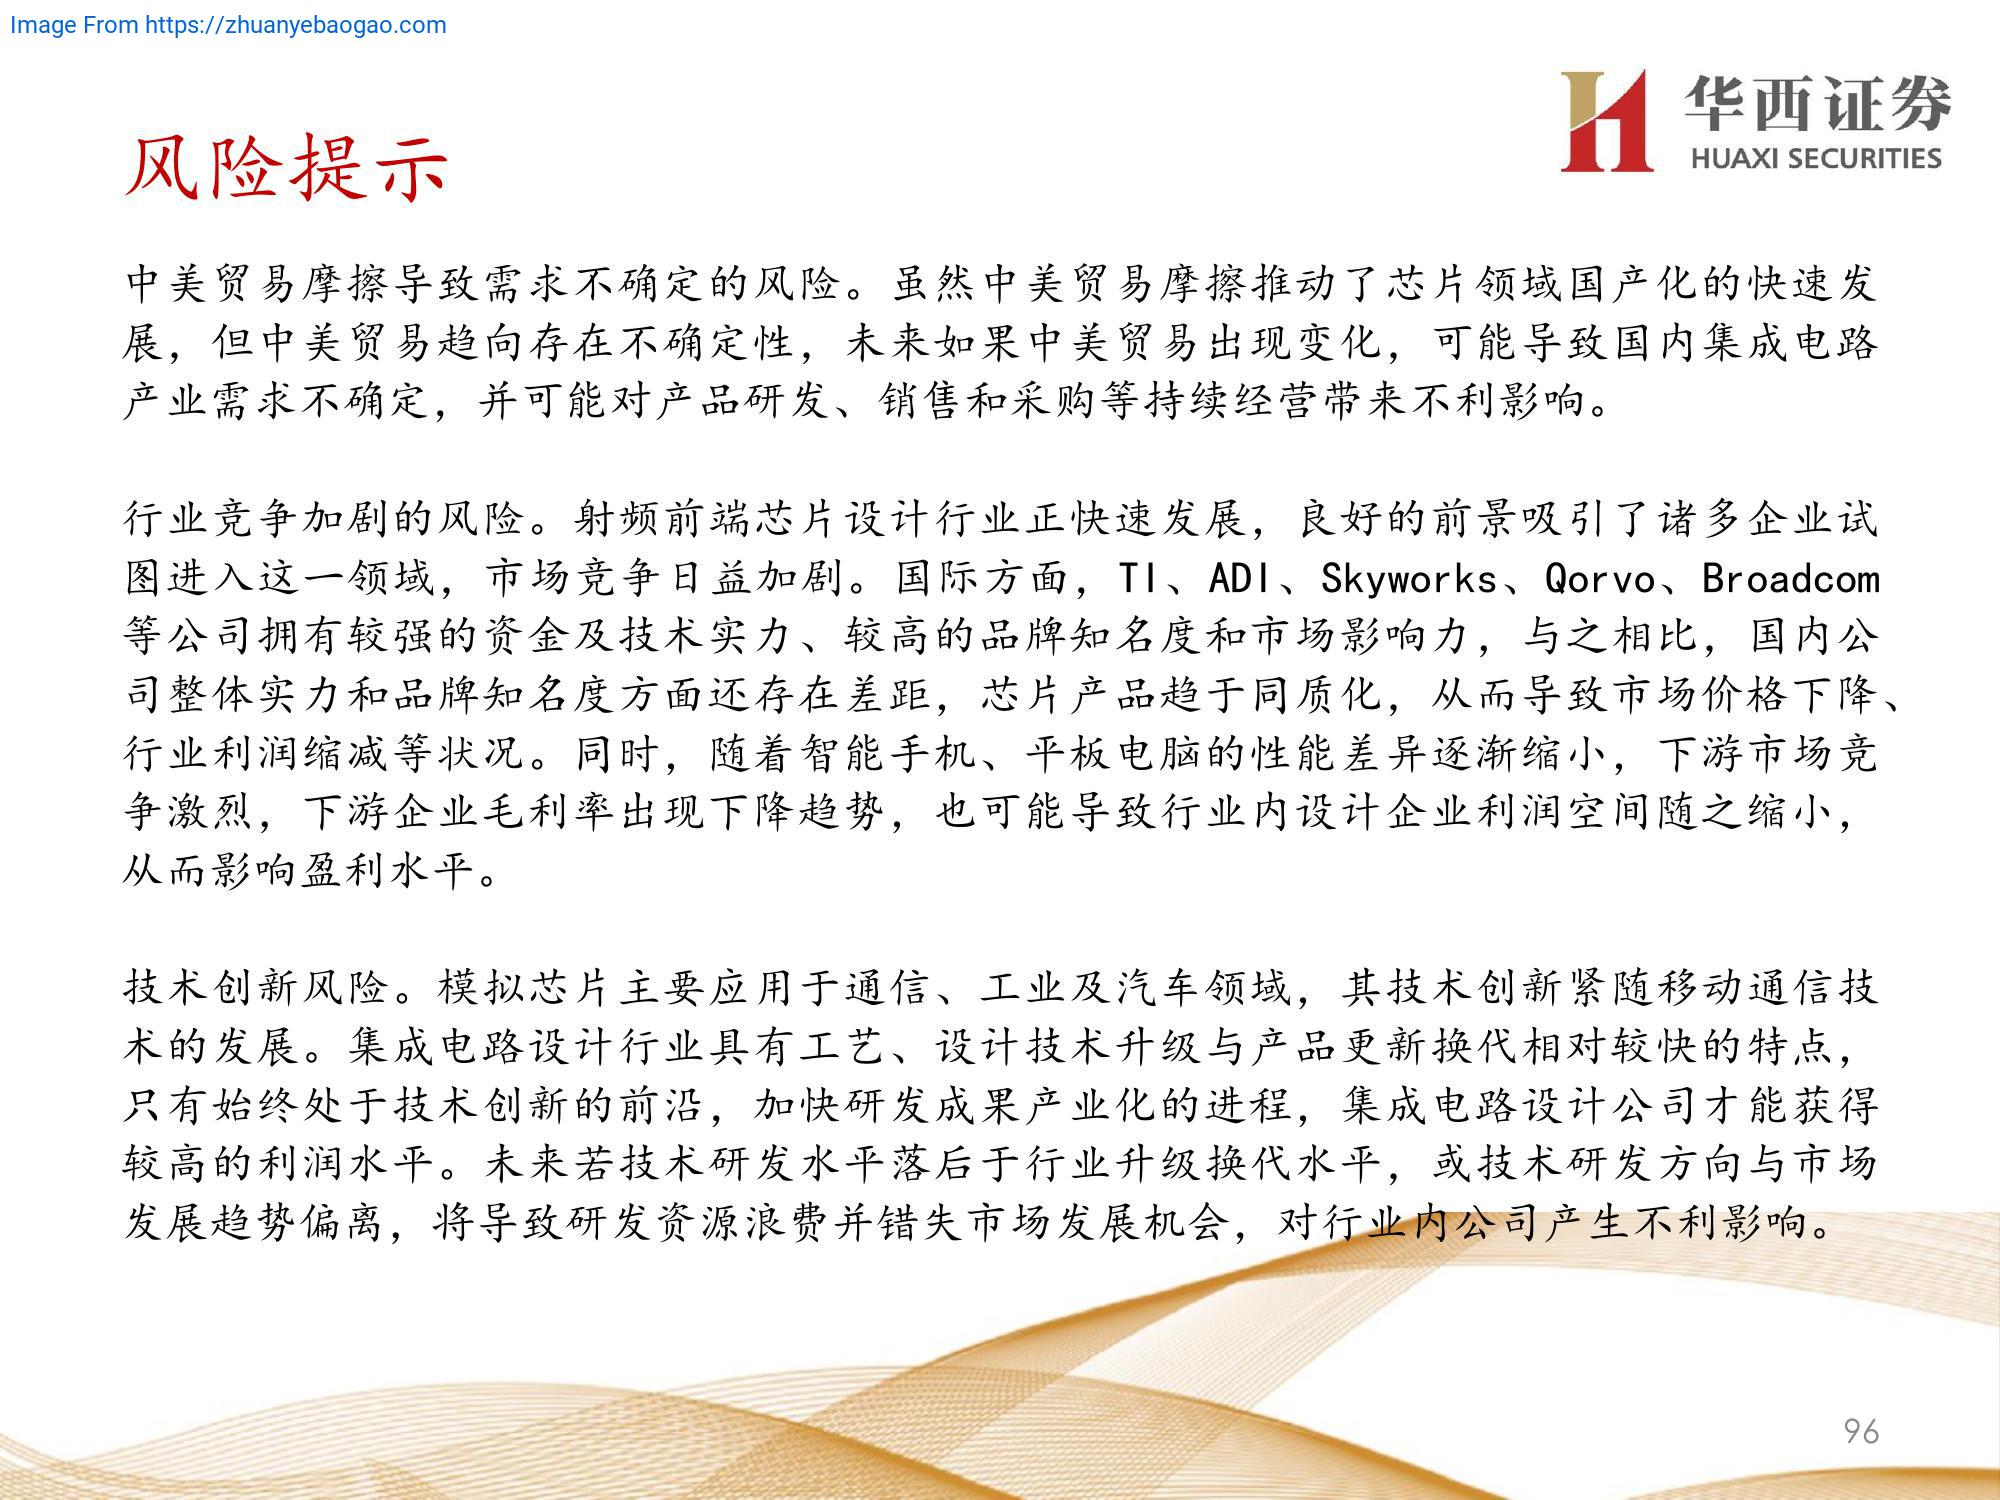 Image From https://zhuanyebaogao.com
华西证券
HUAXI SECURITIES
风险提示
中美贸易摩擦导致需求不确定的风险。虽然中美贸易摩擦推动了芯片领域国产化的快速发
展，但中美贸易趋向存在不确定性，未来如果中美贸易出现变化，可能导致国内集成电路
产业需求不确定，并可能对产品研发、销售和采购等持续经营带来不利影响。
行业竞争加剧的风险。射频前端芯片设计行业正快速发展，良好的前景吸引了诸多企业试
图进入这一领域，市场竞争日益加剧。国际方面，TI、ADI、Skyworks、Qorvo、Broadcom
等公司拥有较强的资金及技术实力、较高的品牌知名度和市场影响力，与之相比，国内公
司整体实力和品牌知名度方面还存在差距，芯片产品趋于同质化，从而导致市场价格下降、
行业利润缩减等状况。同时，随着智能手机、平板电脑的性能差异逐渐缩小，下游市场竞
争激烈，下游企业毛利率出现下降趋势，也可能导致行业内设计企业利润空间随之缩小，
从而影响盈利水平。
技术创新风险。模拟芯片主要应用于通信、工业及汽车领域，其技术创新紧随移动通信技
术的发展。集成电路设计行业具有工艺、设计技术升级与产品更新换代相对较快的特点，
只有始终处于技术创新的前沿，加快研发成果产业化的进程，集成电路设计公司才能获得
较高的利润水平。未来若技术研发水平落后于行业升级换代水平，或技术研发方向与市场
发展趋势偏离，将导致研发资源浪费并错失市场发展机会，对行业内公司产生不利影响。
96